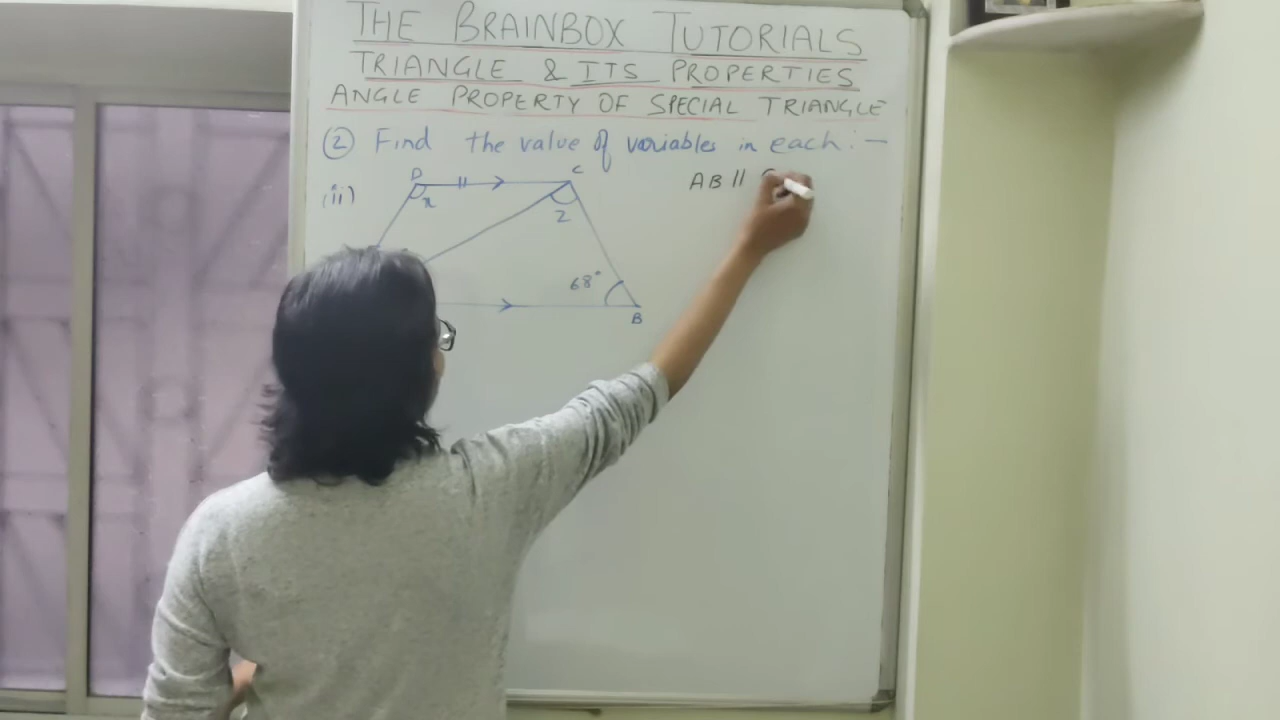 THE BRAINBOX TUTORIALS
TRIANGLE & ITS PROPERTIES
ANGLE PROPERTY OF SPECIAL TRIANGLE
② Find the value of variables in each :-
(ii)
D
C
AB //
x
z
68°
B